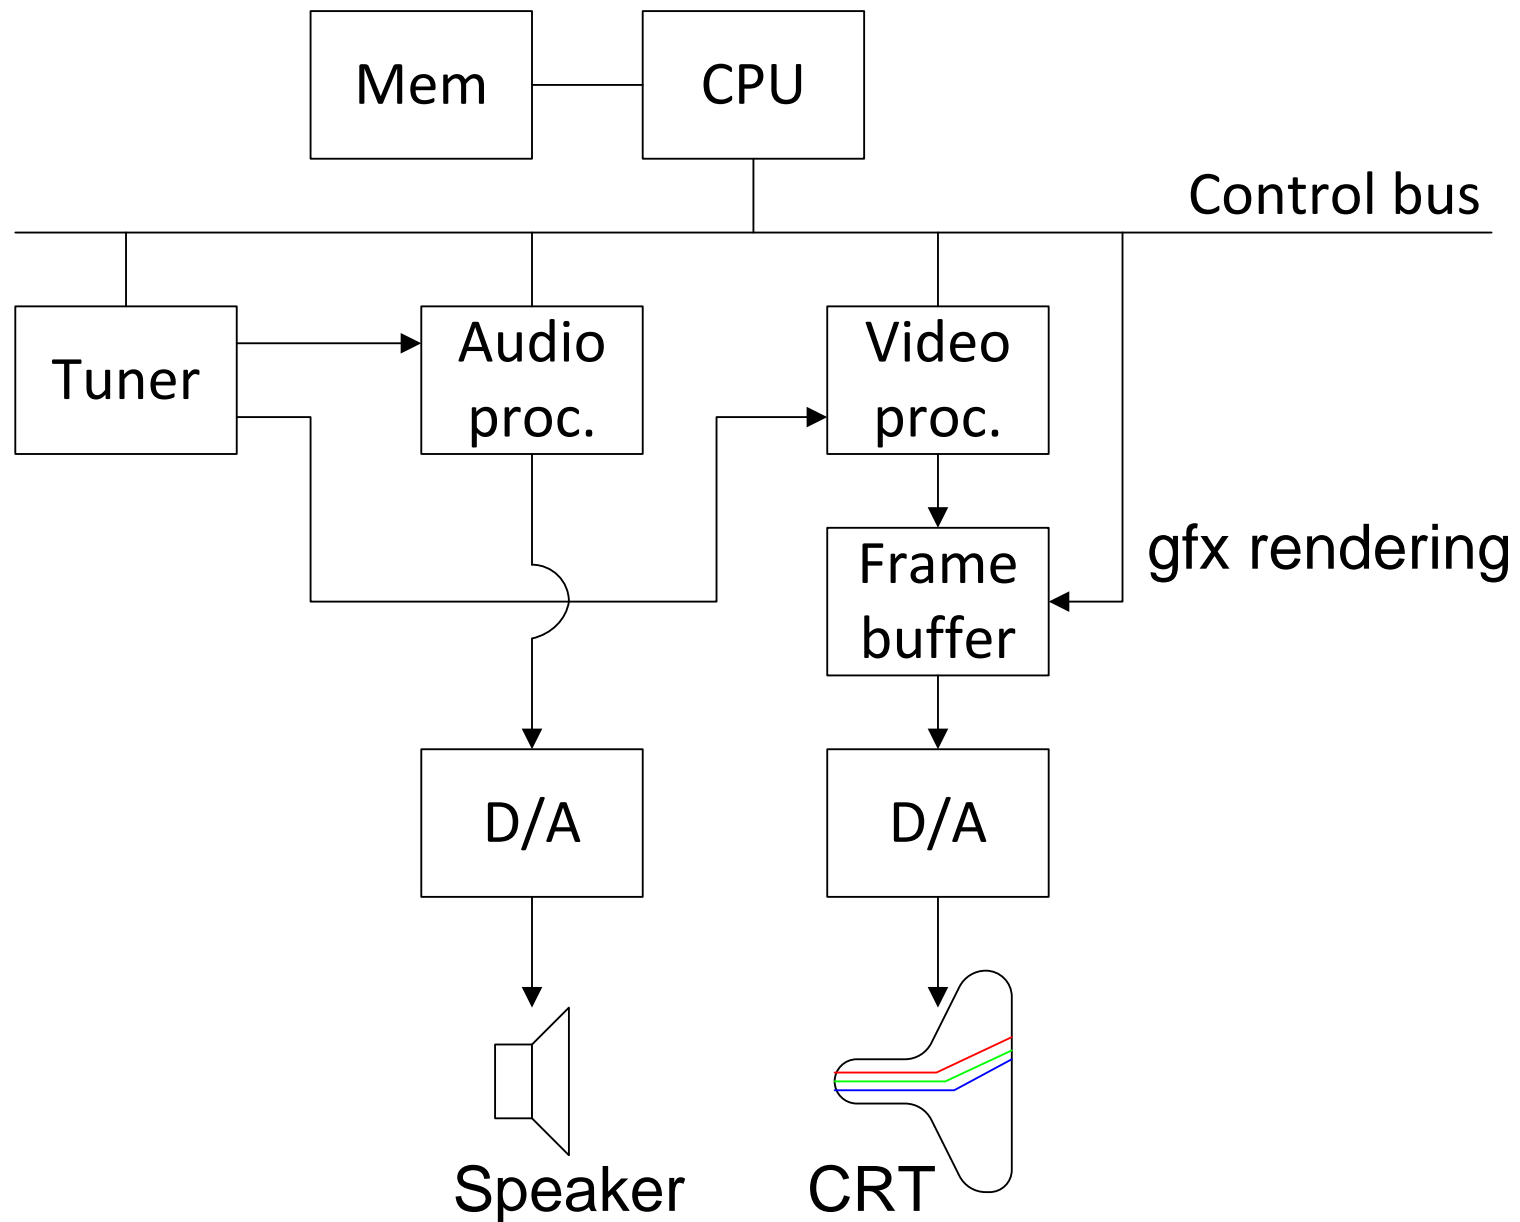 Mem
CPU
Control bus
Tuner
Audio
proc.
Video
proc.
gfx rendering
Frame
buffer
D/A
D/A
Speaker
CRT